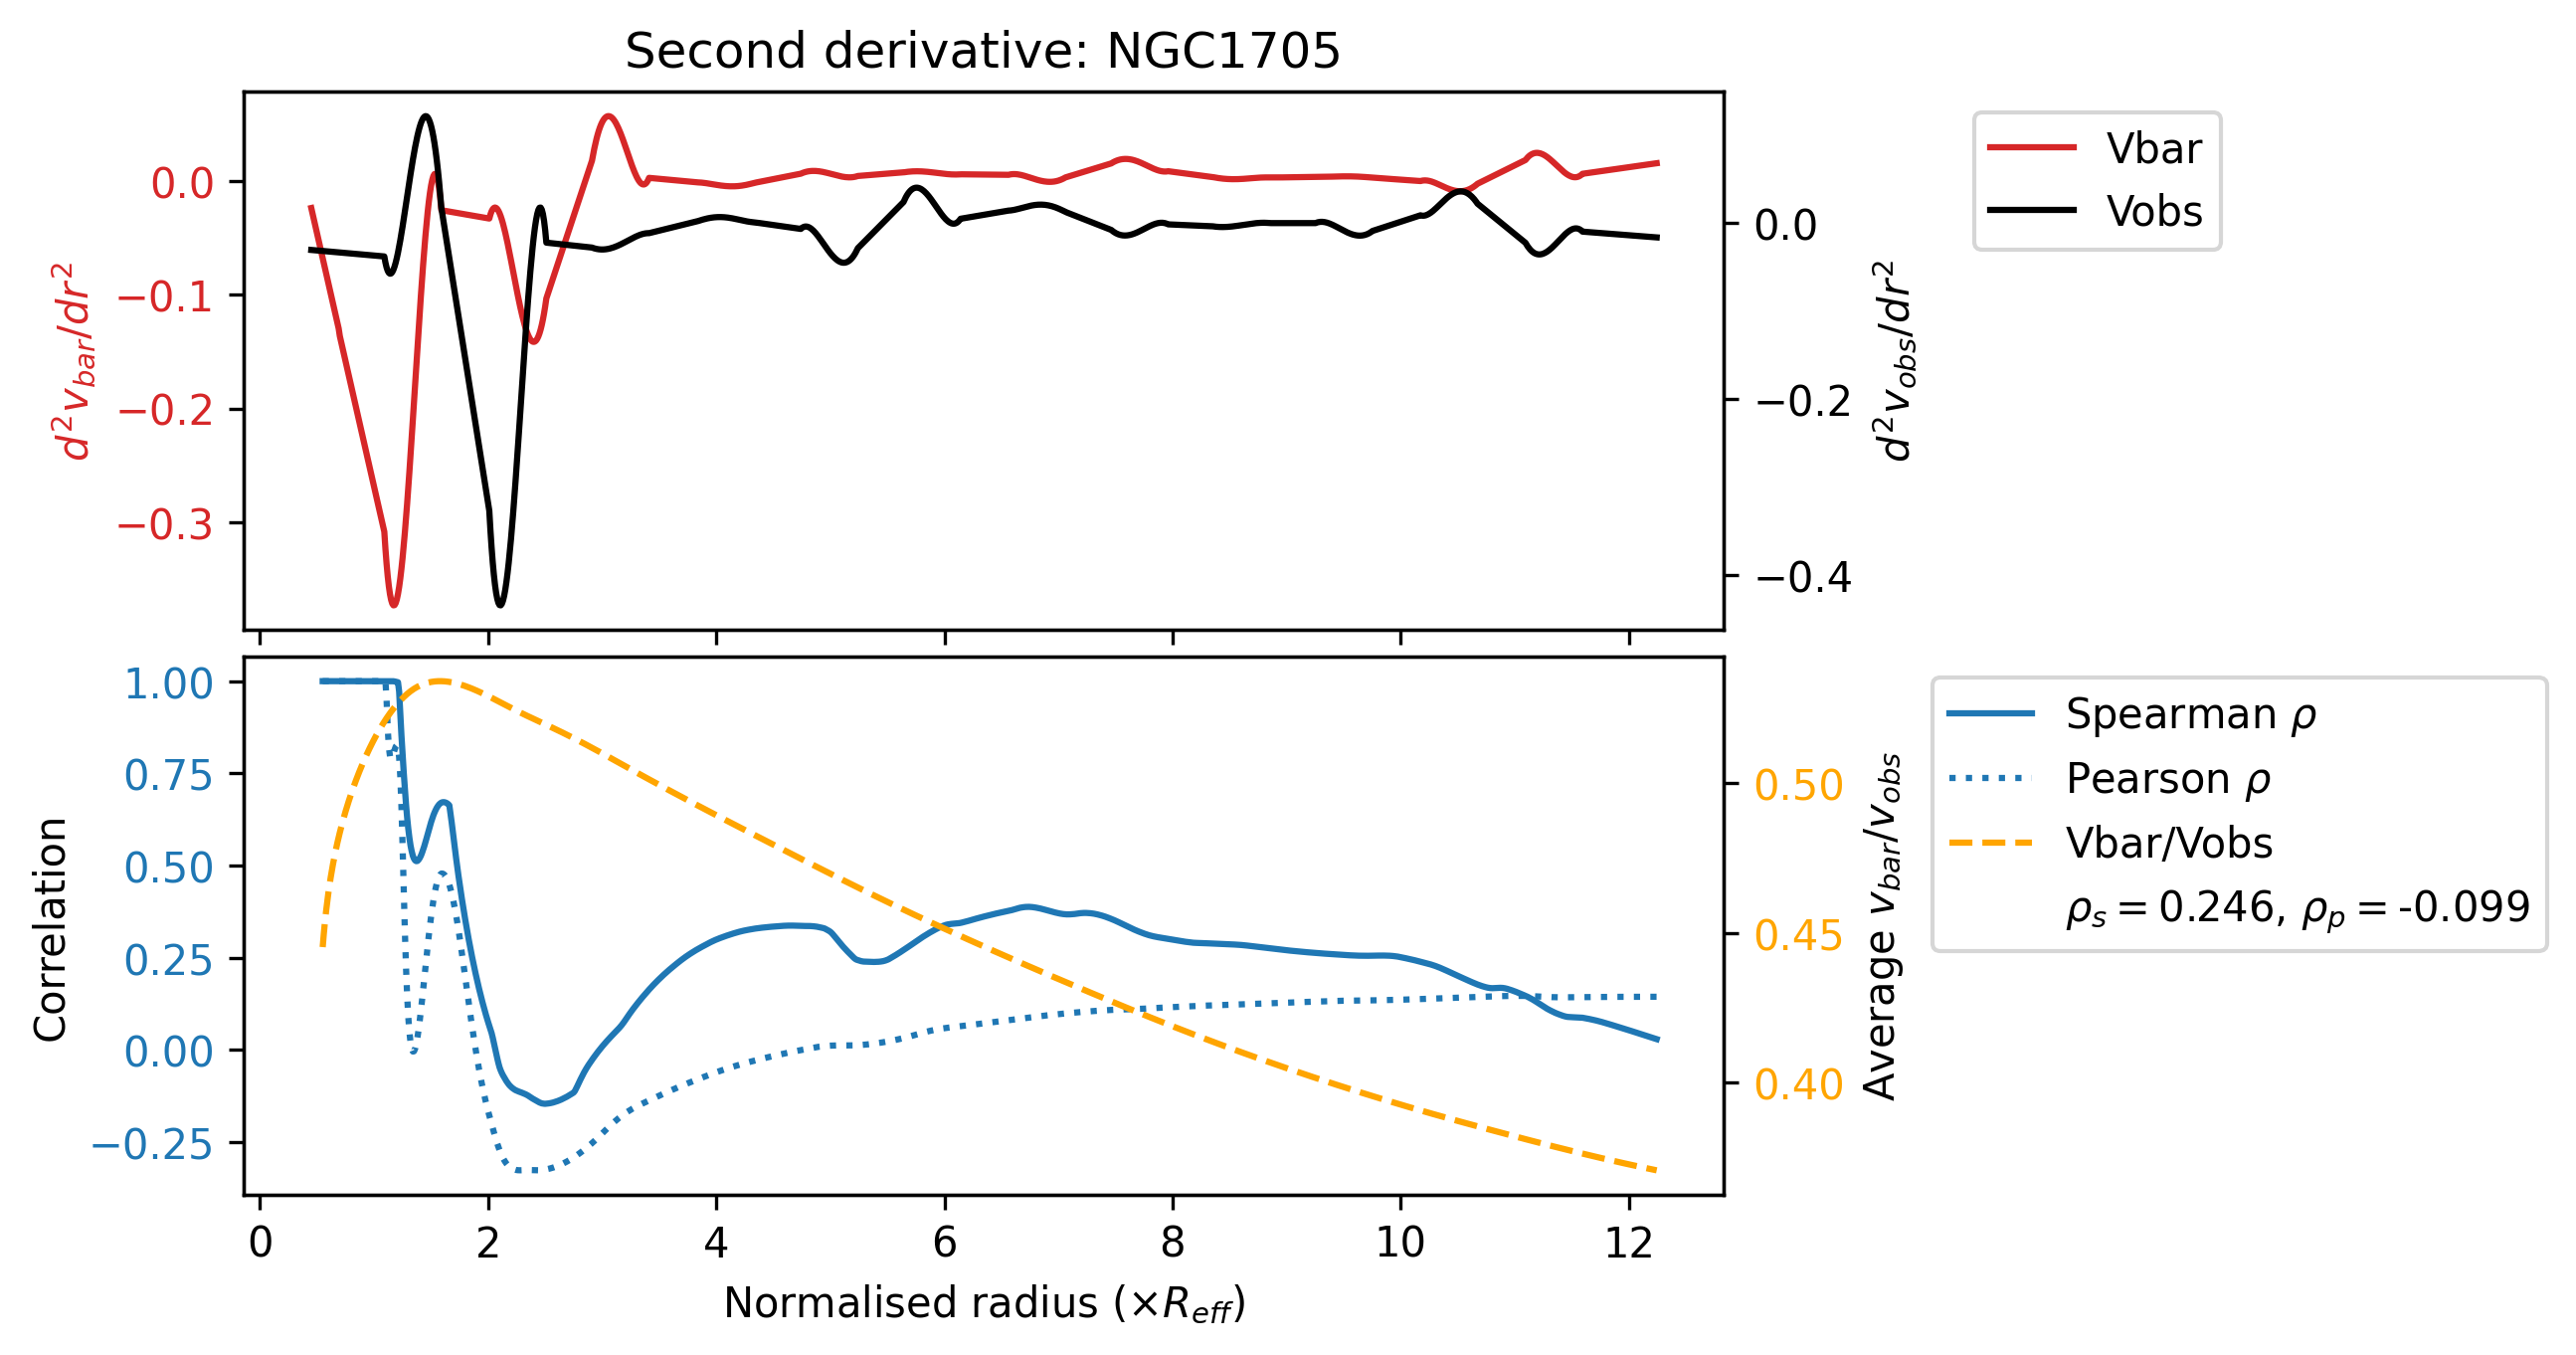 Second derivative: NGC1705
0.0
−0.1
−0.2
−0.3
d²v_bar/dr²
0.0
−0.2
−0.4
d²v_obs/dr²
Vbar
Vobs
1.00
0.75
0.50
0.25
0.00
−0.25
Correlation
0.50
0.45
0.40
Average v_bar/v_obs
Spearman ρ
Pearson ρ
Vbar/Vobs
ρ_s = 0.246, ρ_p = -0.099
0 2 4 6 8 10 12
Normalised radius (×R_eff)